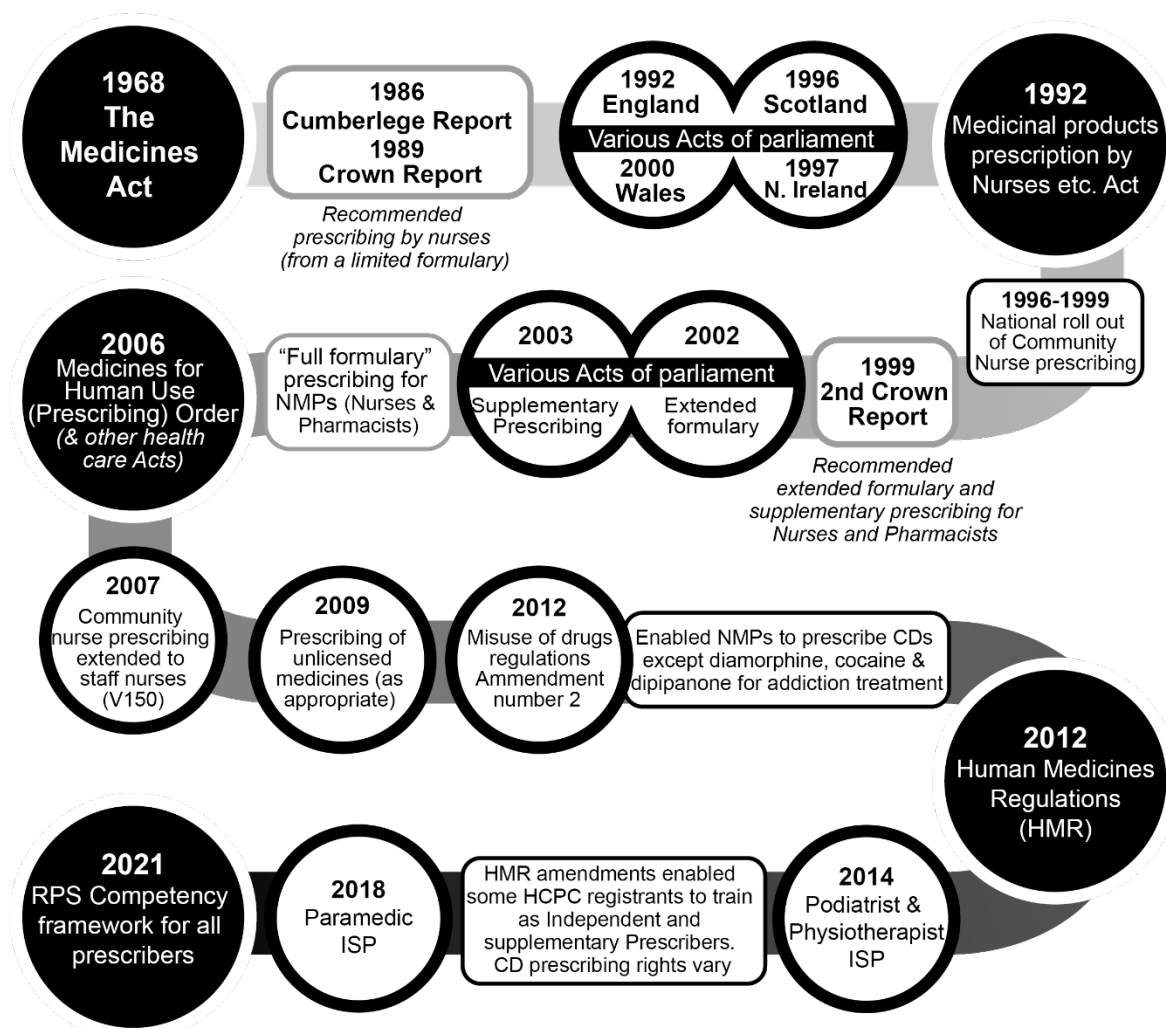 1968
The
Medicines
Act
1986
Cumberlege Report
1989
Crown Report
Recommended
prescribing by nurses
(from a limited formulary)
1992
England
1996
Scotland
Various Acts of parliament
2000
Wales
1997
N. Ireland
1992
Medicinal products
prescription by
Nurses etc. Act
1996-1999
National roll out
of Community
Nurse prescribing
1999
2nd Crown
Report
Recommended
extended formulary and
supplementary prescribing for
Nurses and Pharmacists
2003
2002
Various Acts of parliament
Supplementary
Prescribing
Extended
formulary
“Full formulary”
prescribing for
NMPs (Nurses &
Pharmacists)
2006
Medicines for
Human Use
(Prescribing) Order
(& other health
care Acts)
2007
Community
nurse prescribing
extended to
staff nurses
(V150)
2009
Prescribing of
unlicensed
medicines (as
appropriate)
2012
Misuse of drugs
regulations
Ammendment
number 2
Enabled NMPs to prescribe CDs
except diamorphine, cocaine &
dipipanone for addiction treatment
2012
Human Medicines
Regulations
(HMR)
2014
Podiatrist &
Physiotherapist
ISP
HMR amendments enabled
some HCPC registrants to train
as Independent and
supplementary Prescribers.
CD prescribing rights vary
2018
Paramedic
ISP
2021
RPS Competency
framework for all
prescribers